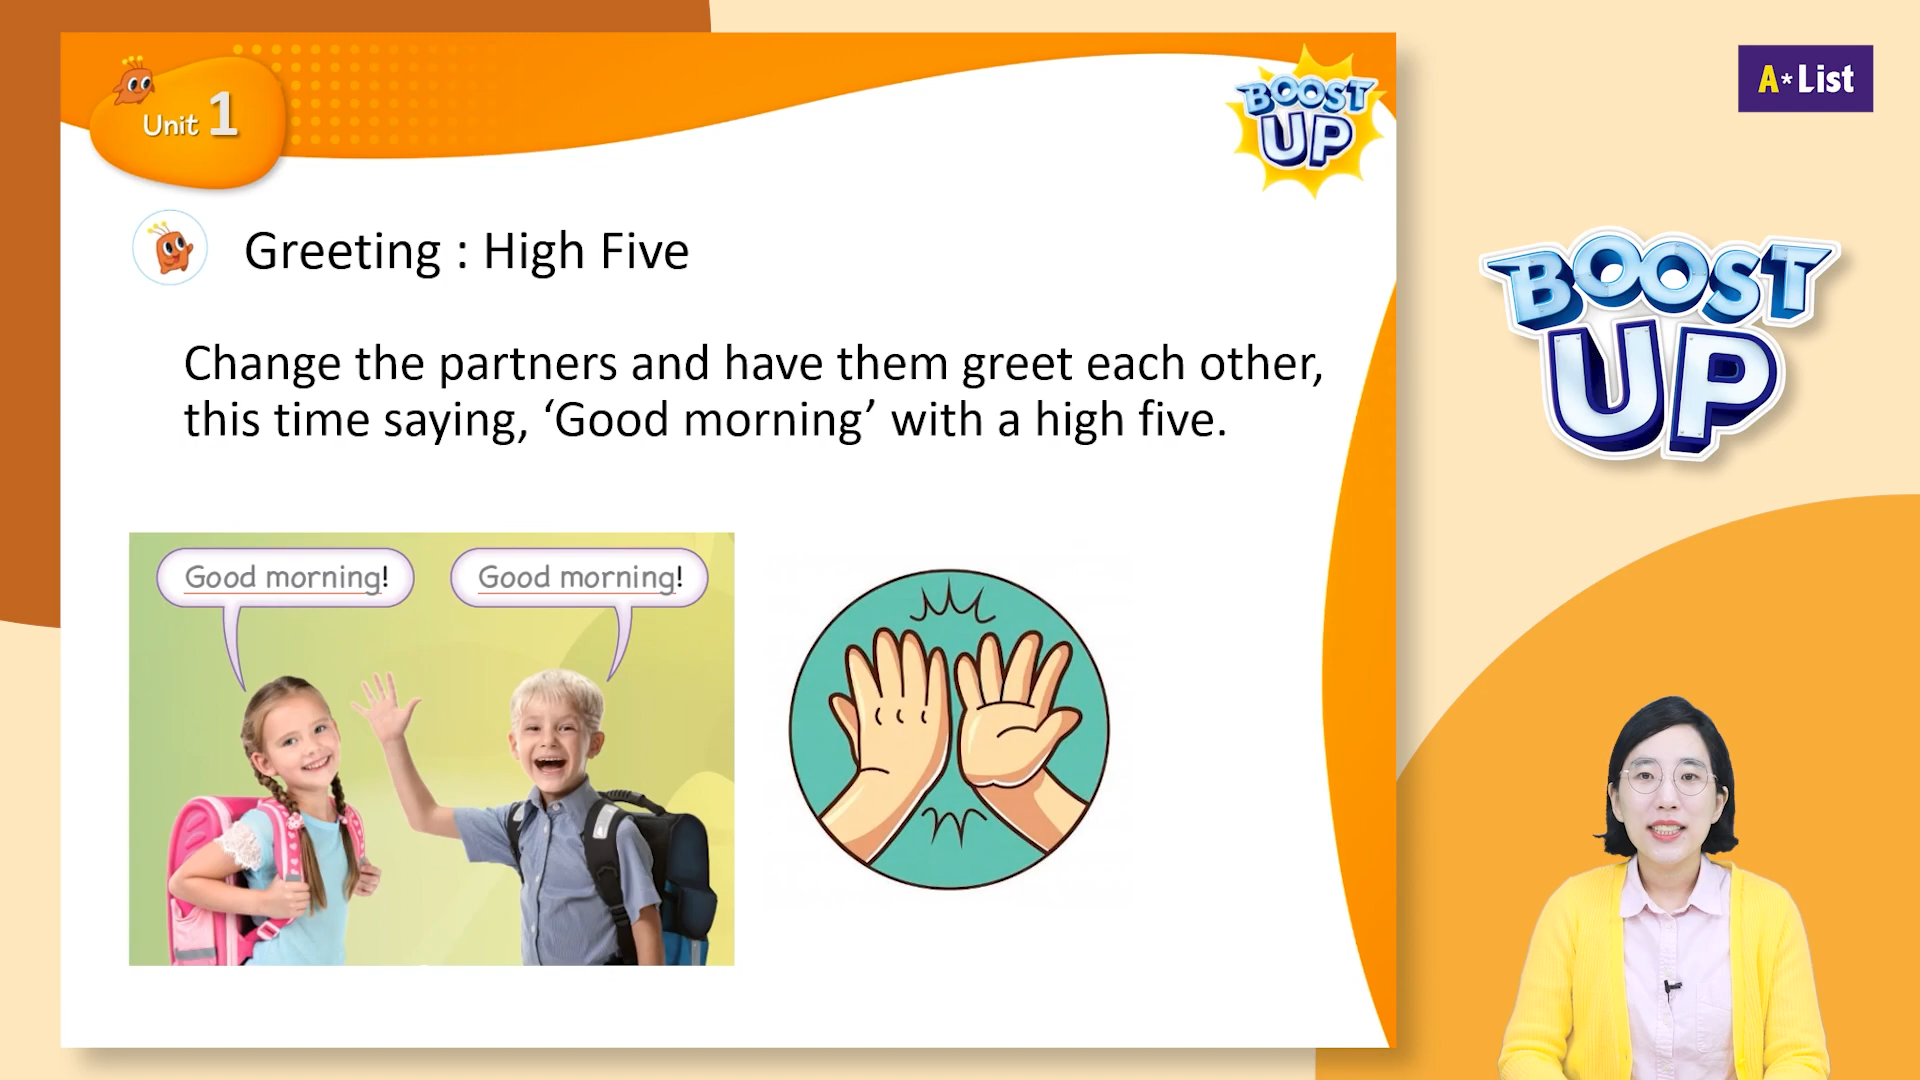 Unit 1
BOOST
UP
A*List
Greeting : High Five
Change the partners and have them greet each other,
this time saying, ‘Good morning’ with a high five.
BOOST
UP
Good morning!
Good morning!